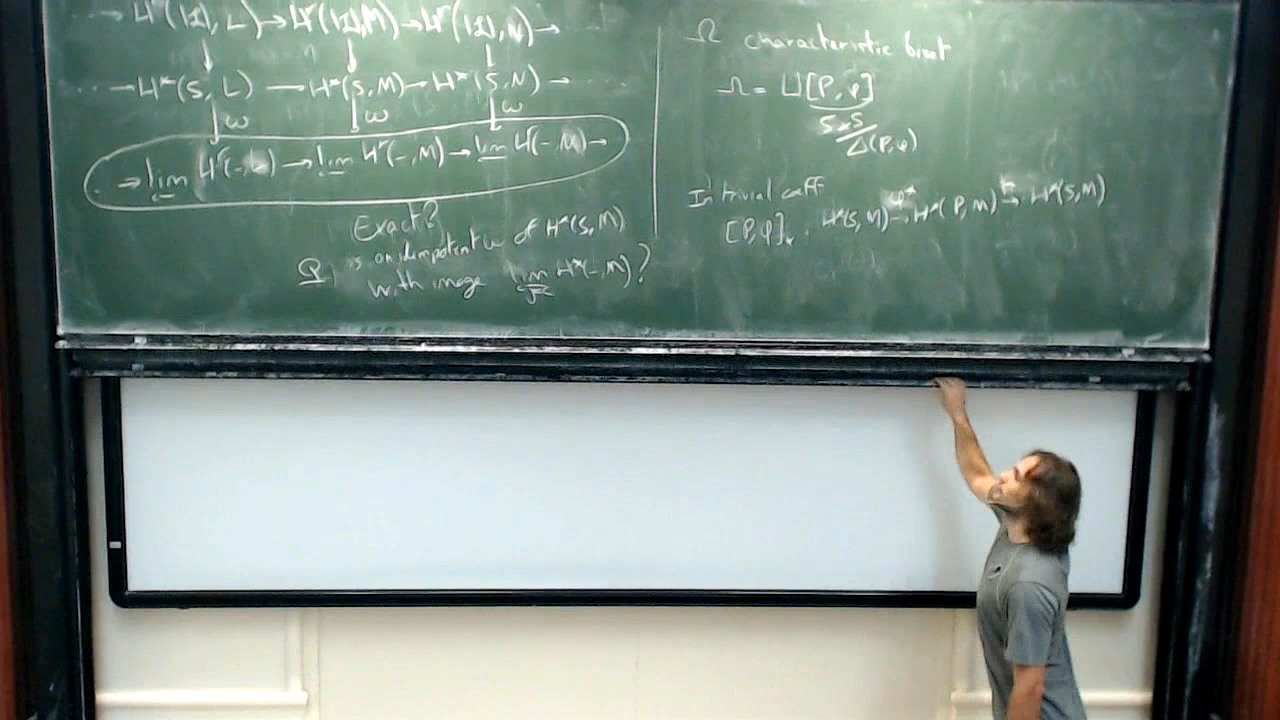 → H*(|L|, L) → H*(|L|, M) → H*(|L|, N) →
→ H*(S, L) → H*(S, M) → H*(S, N) →
ω ω ω
→ lim H*(-, L) → lim H*(-, M) → lim H*(-, N) →
Exact?
Q) is an idempotent ω of H*(S, M)
with image lim H*(-, M)?
Ω characteristic biset
Ω = ⊔ [P, φ]
S×S
Δ(P, φ)
In trivial coeff
[P, φ]* : H*(S, M) φ* → H*(P, M) → H*(S, M)